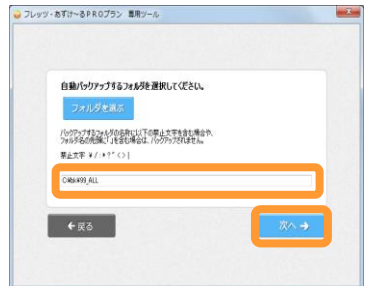 フレッツ・あずけ～るPROプラン 専用ツール
自動バックアップするフォルダを選択してください。
フォルダを選ぶ
バックアップするフォルダの名称に以下の禁止文字を含む場合や、
フォルダ名の先頭に「.」を含む場合は、バックアップされません。
禁止文字 ¥ / : * ? " < > |
← 戻る
次へ →